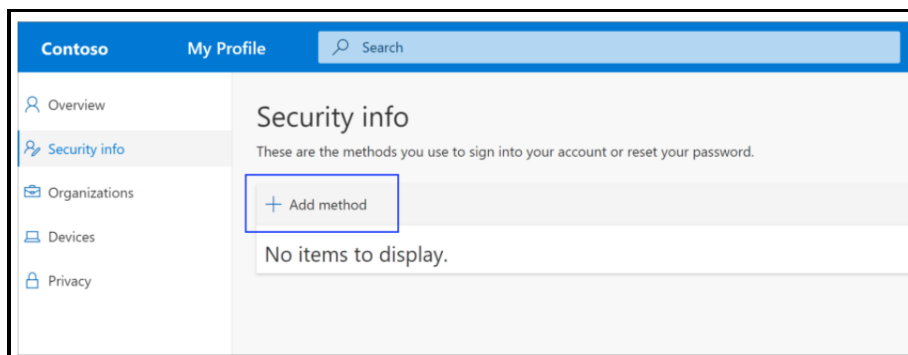 Contoso My Profile Search
Overview
Security info
Organizations
Devices
Privacy
Security info
These are the methods you use to sign into your account or reset your password.
+ Add method
No items to display.